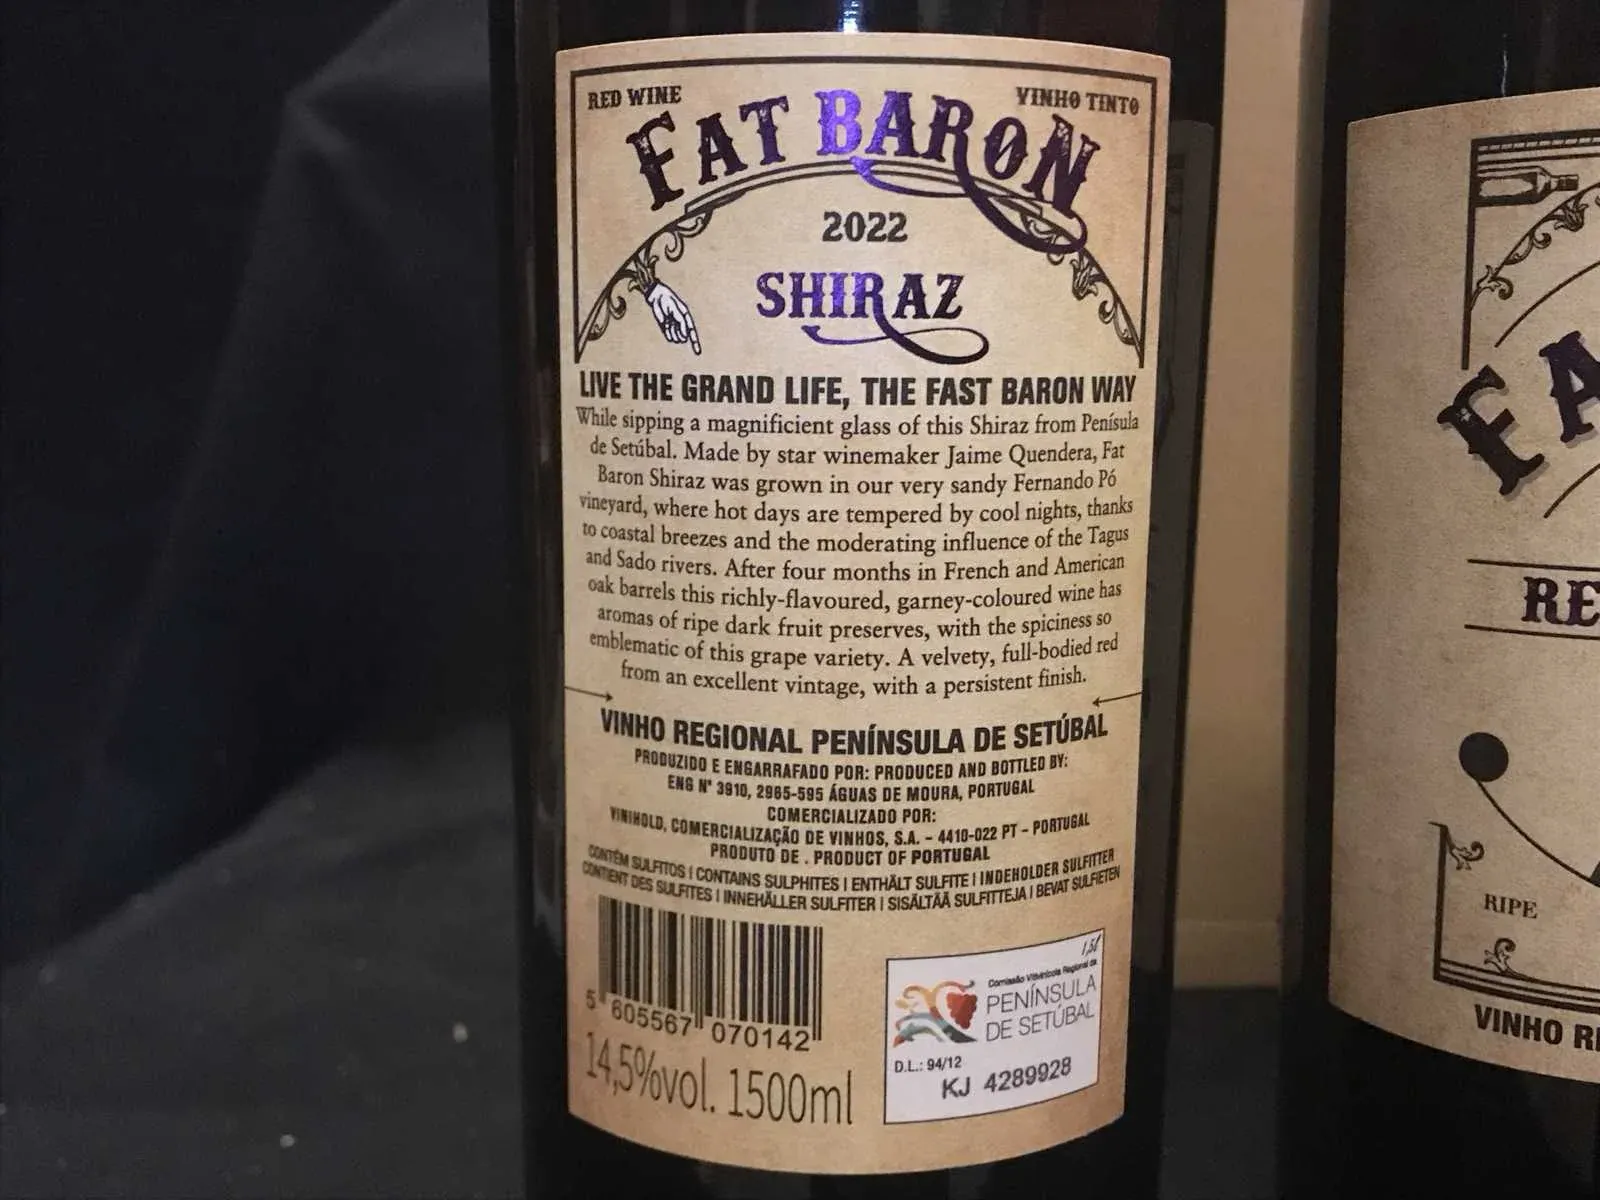 RED WINE
VINHO TINTO
FAT BARON
2022
SHIRAZ
LIVE THE GRAND LIFE, THE FAST BARON WAY
While sipping a magnificient glass of this Shiraz from Península
de Setúbal. Made by star winemaker Jaime Quendera, Fat
Baron Shiraz was grown in our very sandy Fernando Pó
vineyard, where hot days are tempered by cool nights, thanks
to coastal breezes and the moderating influence of the Tagus
and Sado rivers. After four months in French and American
oak barrels this richly-flavoured, garney-coloured wine has
aromas of ripe dark fruit preserves, with the spiciness so
emblematic of this grape variety. A velvety, full-bodied red
from an excellent vintage, with a persistent finish.
VINHO REGIONAL PENÍNSULA DE SETÚBAL
PRODUZIDO E ENGARRAFADO POR: PRODUCED AND BOTTLED BY:
ENG Nº 3910, 2965-595 ÁGUAS DE MOURA, PORTUGAL
COMERCIALIZADO POR:
VINIHOLD, COMERCIALIZAÇÃO DE VINHOS, S.A. - 4410-022 PT - PORTUGAL
PRODUTO DE . PRODUCT OF PORTUGAL
CONTÉM SULFITOS | CONTAINS SULPHITES | ENTHÄLT SULFITE | INDEHOLDER SULFITTER
CONTIENT DES SULFITES | INNEHÅLLER SULFITER | SISÄLTÄÄ SULFITTEJA | BEVAT SULFIETEN
5 605567 070142
14,5%vol. 1500ml
1,5ℓ
Comissão Vitivinícola Regional da
PENÍNSULA
DE SETÚBAL
D.L.: 94/12
KJ 4289928
FA
RE
RIPE
VINHO RE